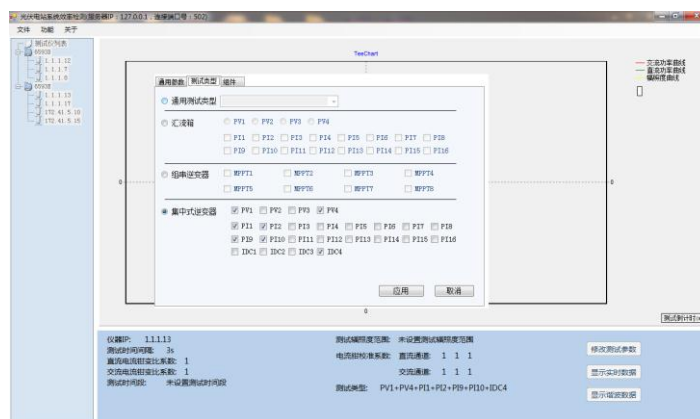 光伏电站系统效率检测(服务器IP：127.0.0.1，连接端口号：502)
文件 功能 关于
测试仪列表
1.1.1.12
1.1.1.7
1.1.1.8
1.1.1.13
1.1.1.17
172.41.5.18
TeeChart
交流功率曲线
直流功率曲线
辐照度曲线
通用参数 测试类型 组件
通用测试类型
汇流箱 PV1 PV2 PV3 PV4
PI1 PI2 PI3 PI4 PI5 PI6 PI7 PI8
PI9 PI10 PI11 PI12 PI13 PI14 PI15 PI16
组串逆变器 MPPT1 MPPT2 MPPT3 MPPT4
MPPT5 MPPT6 MPPT7 MPPT8
集中式逆变器 PV1 PV2 PV3 PV4
PI1 PI2 PI3 PI4 PI5 PI6 PI7 PI8
PI9 PI10 PI11 PI12 PI13 PI14 PI15 PI16
IDC1 IDC2 IDC3 IDC4
应用 取消
0 0
0
测试倒计时:
仪器IP: 1.1.1.13
测试时间间隔: 3s
直流电流钳变比系数: 1
交流电流钳变比系数: 1
测试时间段: 未设置测试时间段
测试辐照度范围: 未设置测试辐照度范围
电流钳校准系数: 直流通道: 1 1 1
交流通道: 1 1 1
测试类型: PV1+PV4+PI1+PI2+PI9+PI10+IDC4
修改测试参数
显示实时数据
显示谐波数据